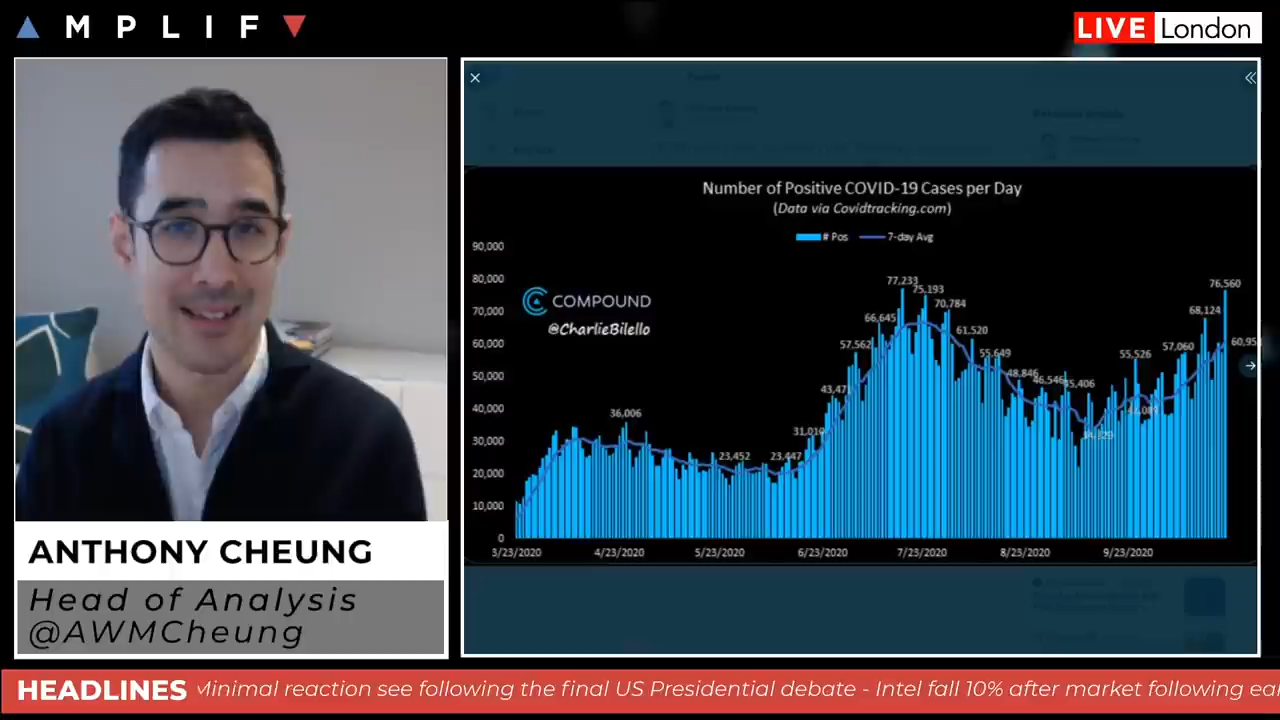 AMPLIFY
LIVE London
Number of Positive COVID-19 Cases per Day
(Data via Covidtracking.com)
# Pos 7-day Avg
COMPOUND
@CharlieBilello
90,000
80,000
70,000
60,000
50,000
40,000
30,000
20,000
10,000
0
36,006
23,452
23,447
31,019
43,471
57,562
66,645
77,233
75,193
70,784
61,520
55,649
48,846
46,546
45,406
55,526
57,060
68,124
76,560
3/23/2020 4/23/2020 5/23/2020 6/23/2020 7/23/2020 8/23/2020 9/23/2020
ANTHONY CHEUNG
Head of Analysis
@AWMCheung
HEADLINES Minimal reaction see following the final US Presidential debate - Intel fall 10% after market following